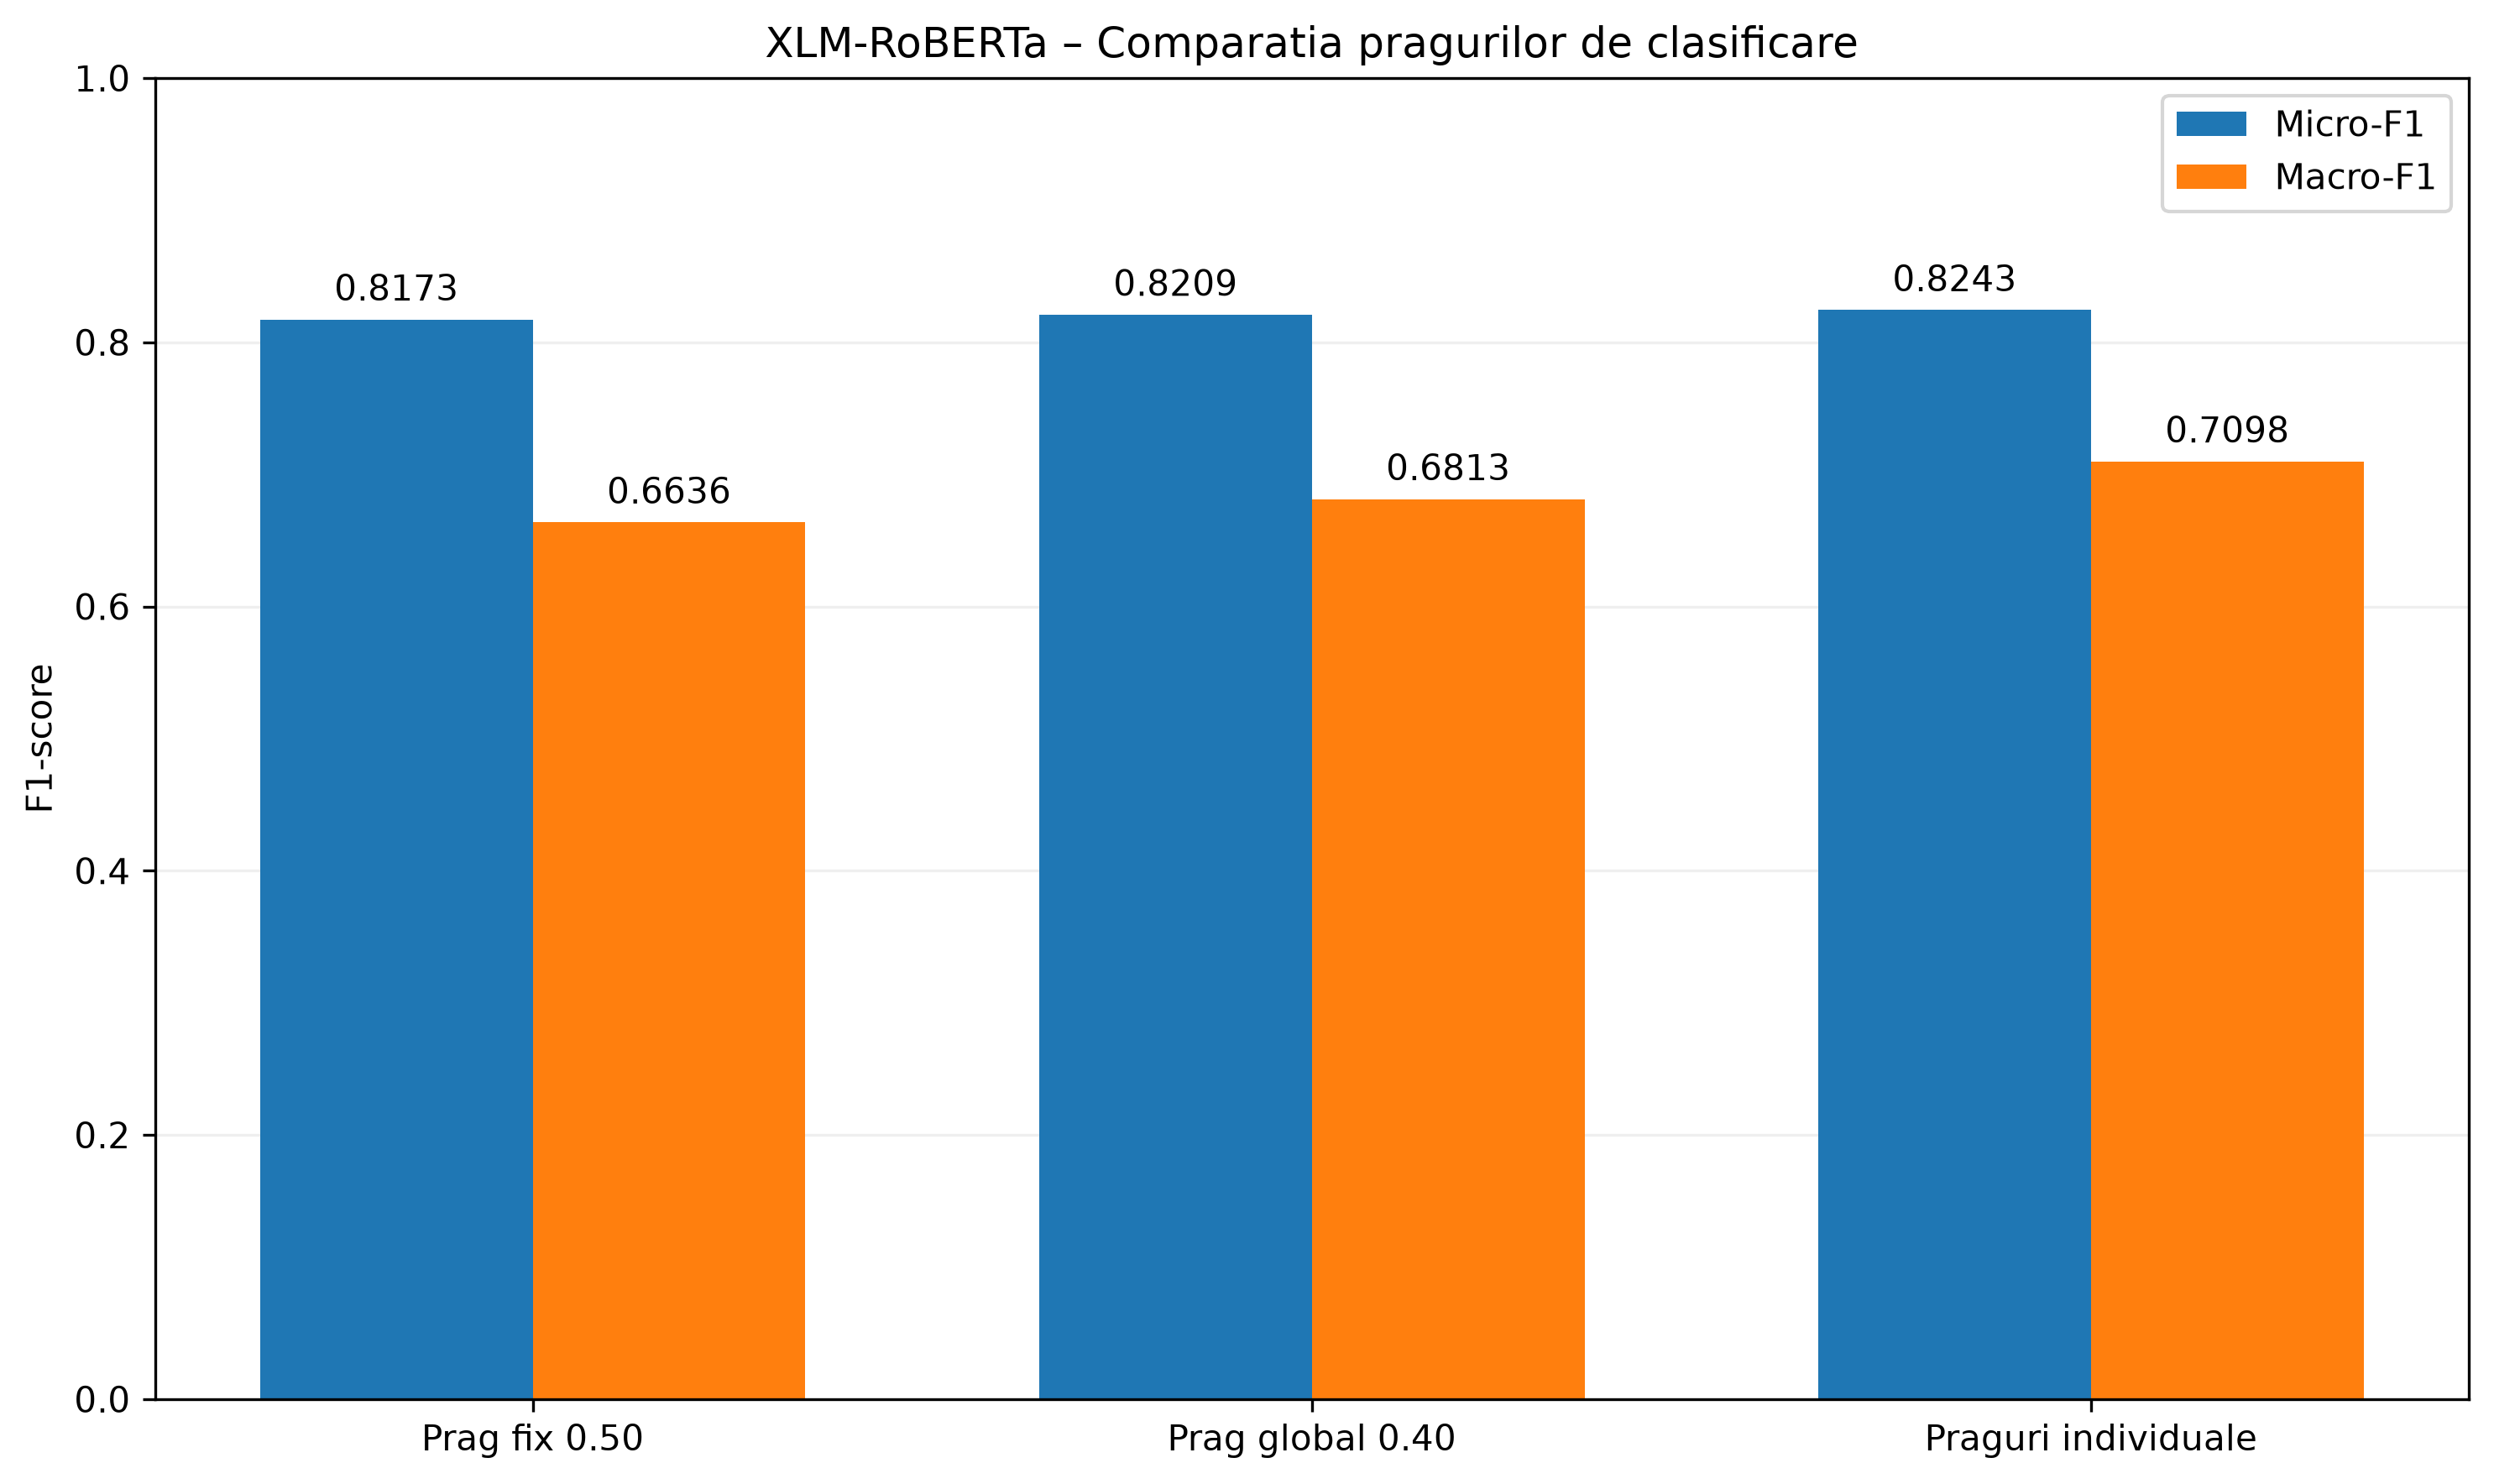 XLM-RoBERTa – Comparatia pragurilor de clasificare
1.0
0.8
0.6
0.4
0.2
0.0
F1-score
Micro-F1
Macro-F1
0.8173
0.6636
0.8209
0.6813
0.8243
0.7098
Prag fix 0.50
Prag global 0.40
Praguri individuale